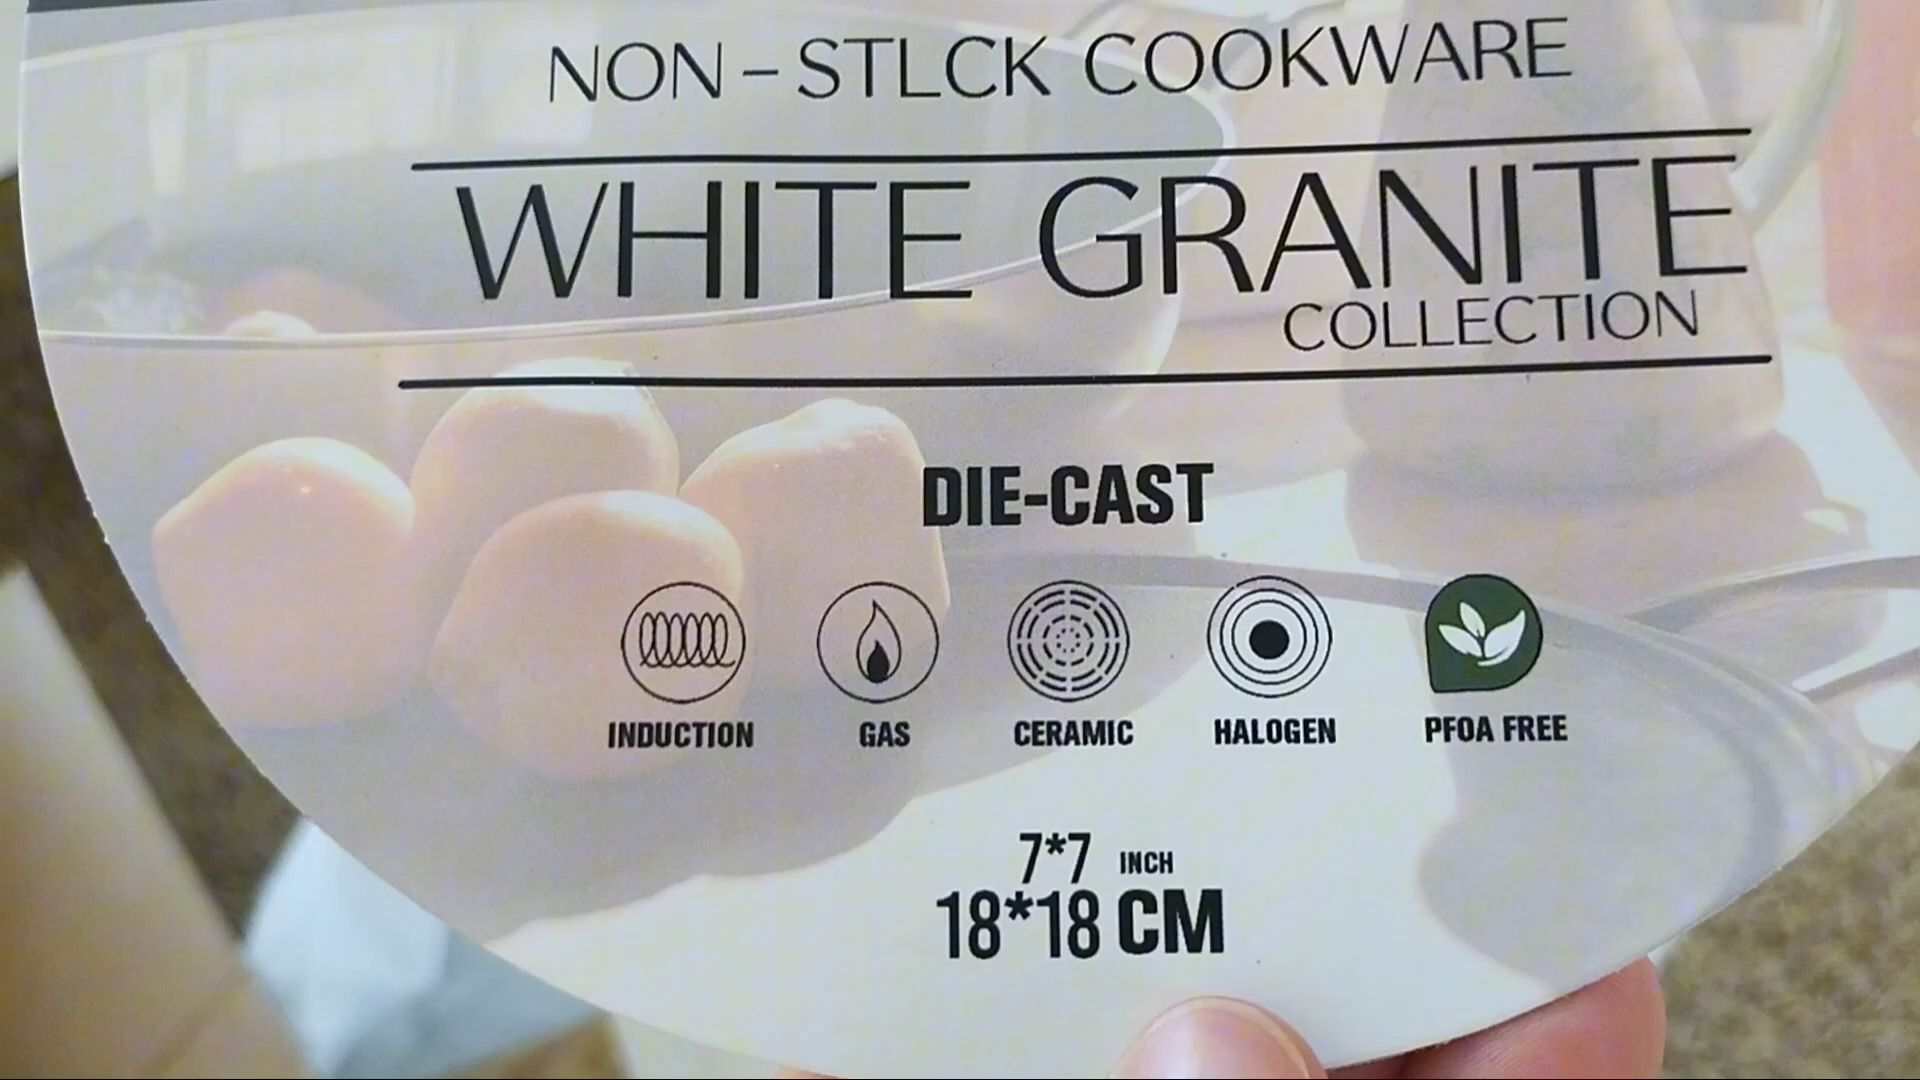 NON-STLCK COOKWARE
WHITE GRANITE
COLLECTION
DIE-CAST
INDUCTION GAS CERAMIC HALOGEN PFOA FREE
7*7 INCH
18*18 CM